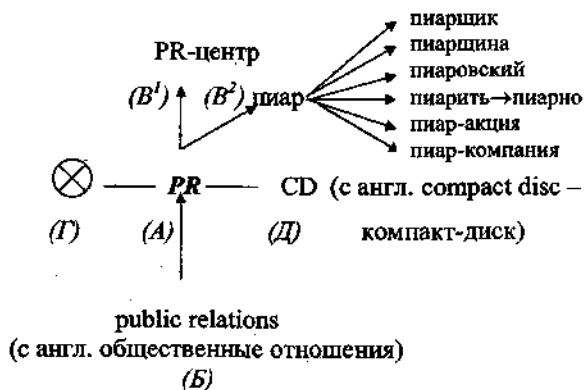 пиарщик
пиарщина
PR-центр
пиаровский
(В¹) (В²) пиар
пиарить→пиарно
пиар-акция
пиар-компания
PR CD (с англ. compact disc –
(Г) (А) (Д) компакт-диск)
public relations
(с англ. общественные отношения)
(Б)